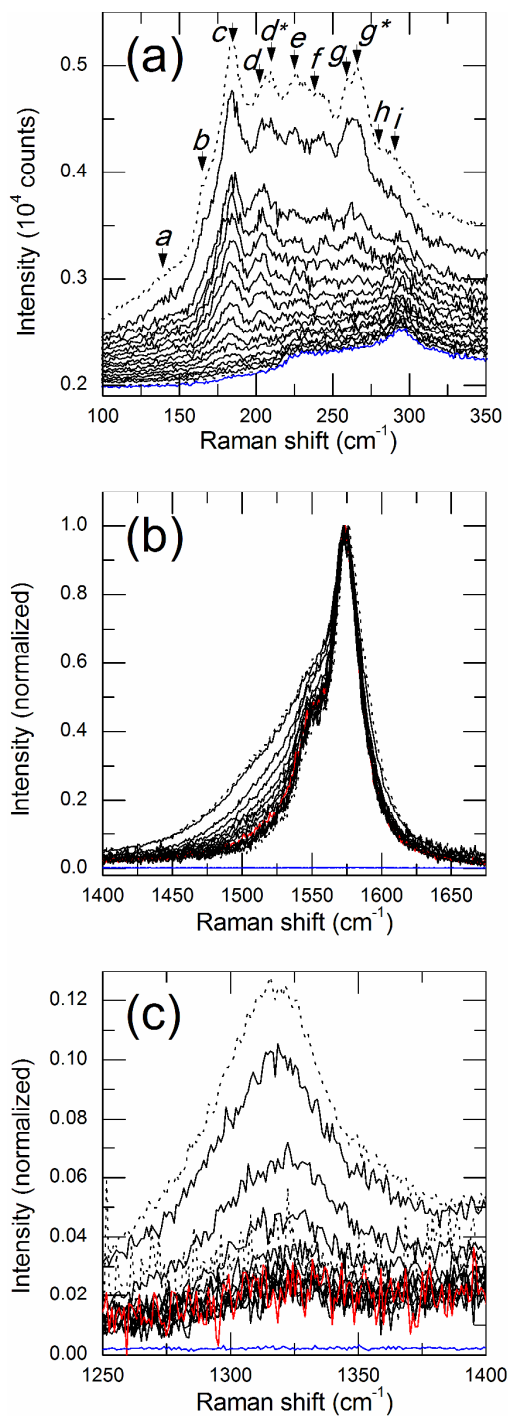 (a)
c
d
d*
e
f
g
g*
h
i
b
a
0.5
0.4
0.3
0.2
Intensity (10⁴ counts)
100 150 200 250 300 350
Raman shift (cm⁻¹)
(b)
1.0
0.8
0.6
0.4
0.2
0.0
Intensity (normalized)
1400 1450 1500 1550 1600 1650
Raman shift (cm⁻¹)
(c)
0.12
0.10
0.08
0.06
0.04
0.02
0.00
Intensity (normalized)
1250 1300 1350 1400
Raman shift (cm⁻¹)